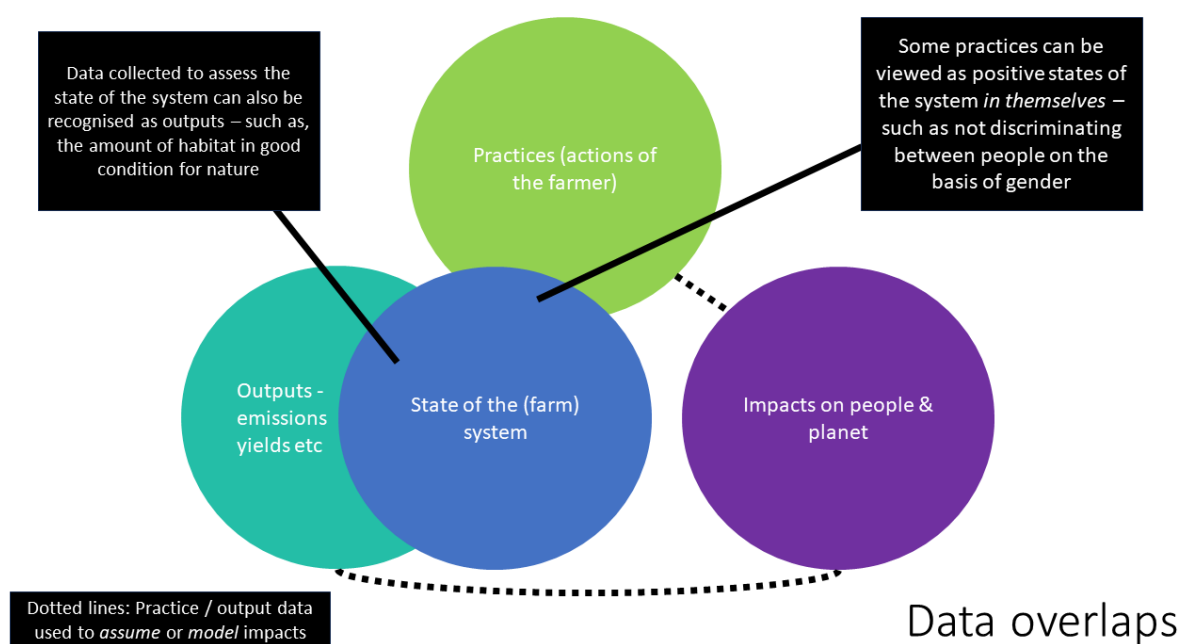 Data collected to assess the
state of the system can also be
recognised as outputs – such as,
the amount of habitat in good
condition for nature
Some practices can be
viewed as positive states of
the system in themselves –
such as not discriminating
between people on the
basis of gender
Practices (actions of
the farmer)
Outputs -
emissions
yields etc
State of the (farm)
system
Impacts on people &
planet
Dotted lines: Practice / output data
used to assume or model impacts
Data overlaps